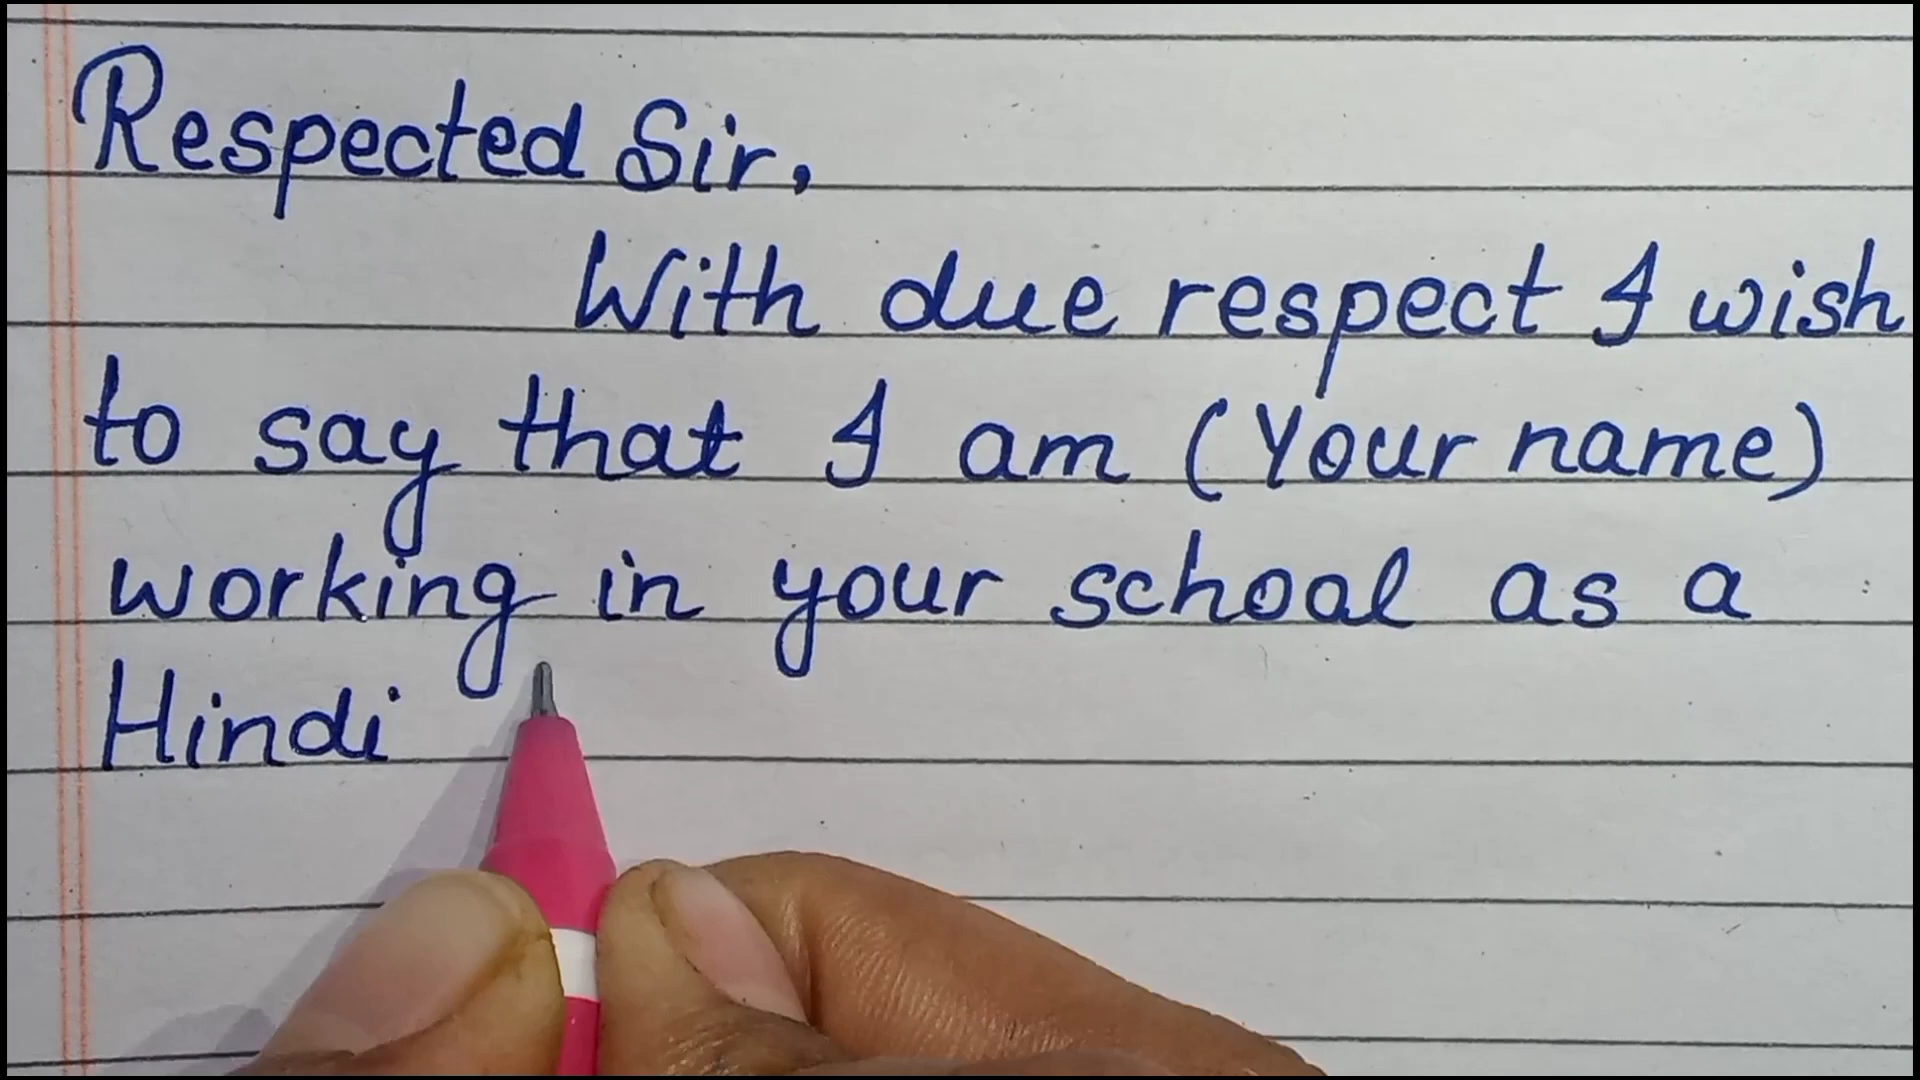 Respected Sir,
With due respect I wish
to say that I am (Your name)
working in your school as a
Hindi